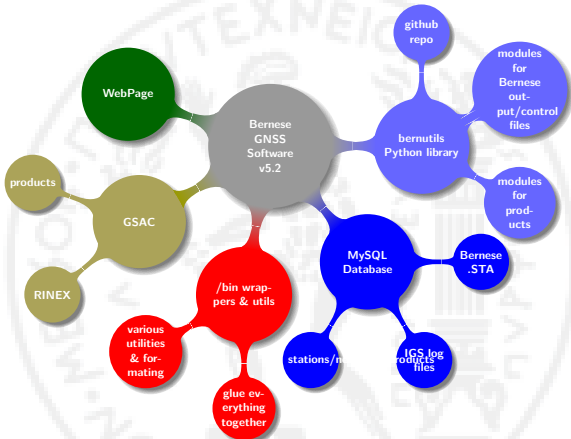 github
repo
WebPage
modules
for
Bernese
out-
put/control
files
Bernese
GNSS
Software
v5.2
bernutils
Python library
products
GSAC
modules
for
prod-
ucts
MySQL
Database
Bernese
.STA
RINEX
/bin wrap-
pers & utils
various
utilities
& for-
mating
stations/n
products
IGS log
files
glue ev-
erything
together